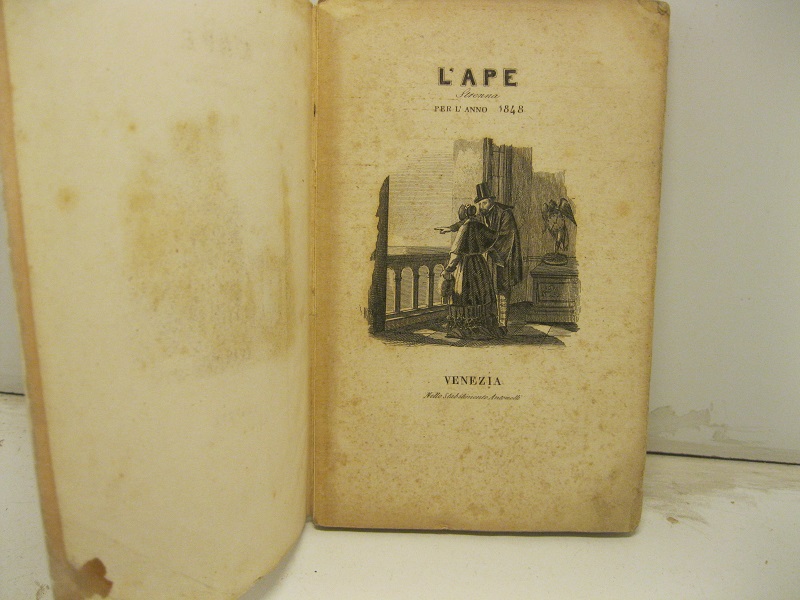 L'APE
Strenna
PER L'ANNO 1848
VENEZIA
Nello Stabilimento Antonelli